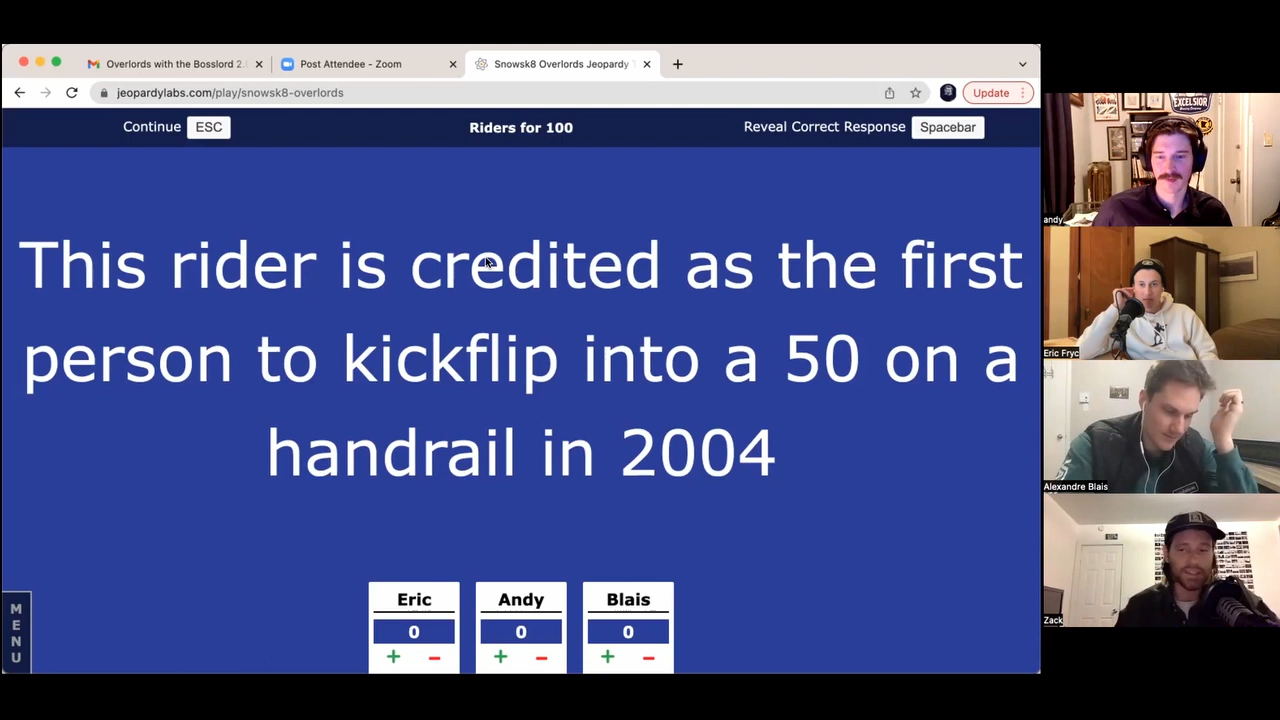 Overlords with the Bosslord 2.
Post Attendee - Zoom
Snowsk8 Overlords Jeopardy T
jeopardylabs.com/play/snowsk8-overlords
Update
Continue ESC
Riders for 100
Reveal Correct Response Spacebar
This rider is credited as the first
person to kickflip into a 50 on a
handrail in 2004
MENU
Eric
0
+ −
Andy
0
+ −
Blais
0
+ −
EXCELSIOR
andy
Eric Fryc
Alexandre Blais
Zack